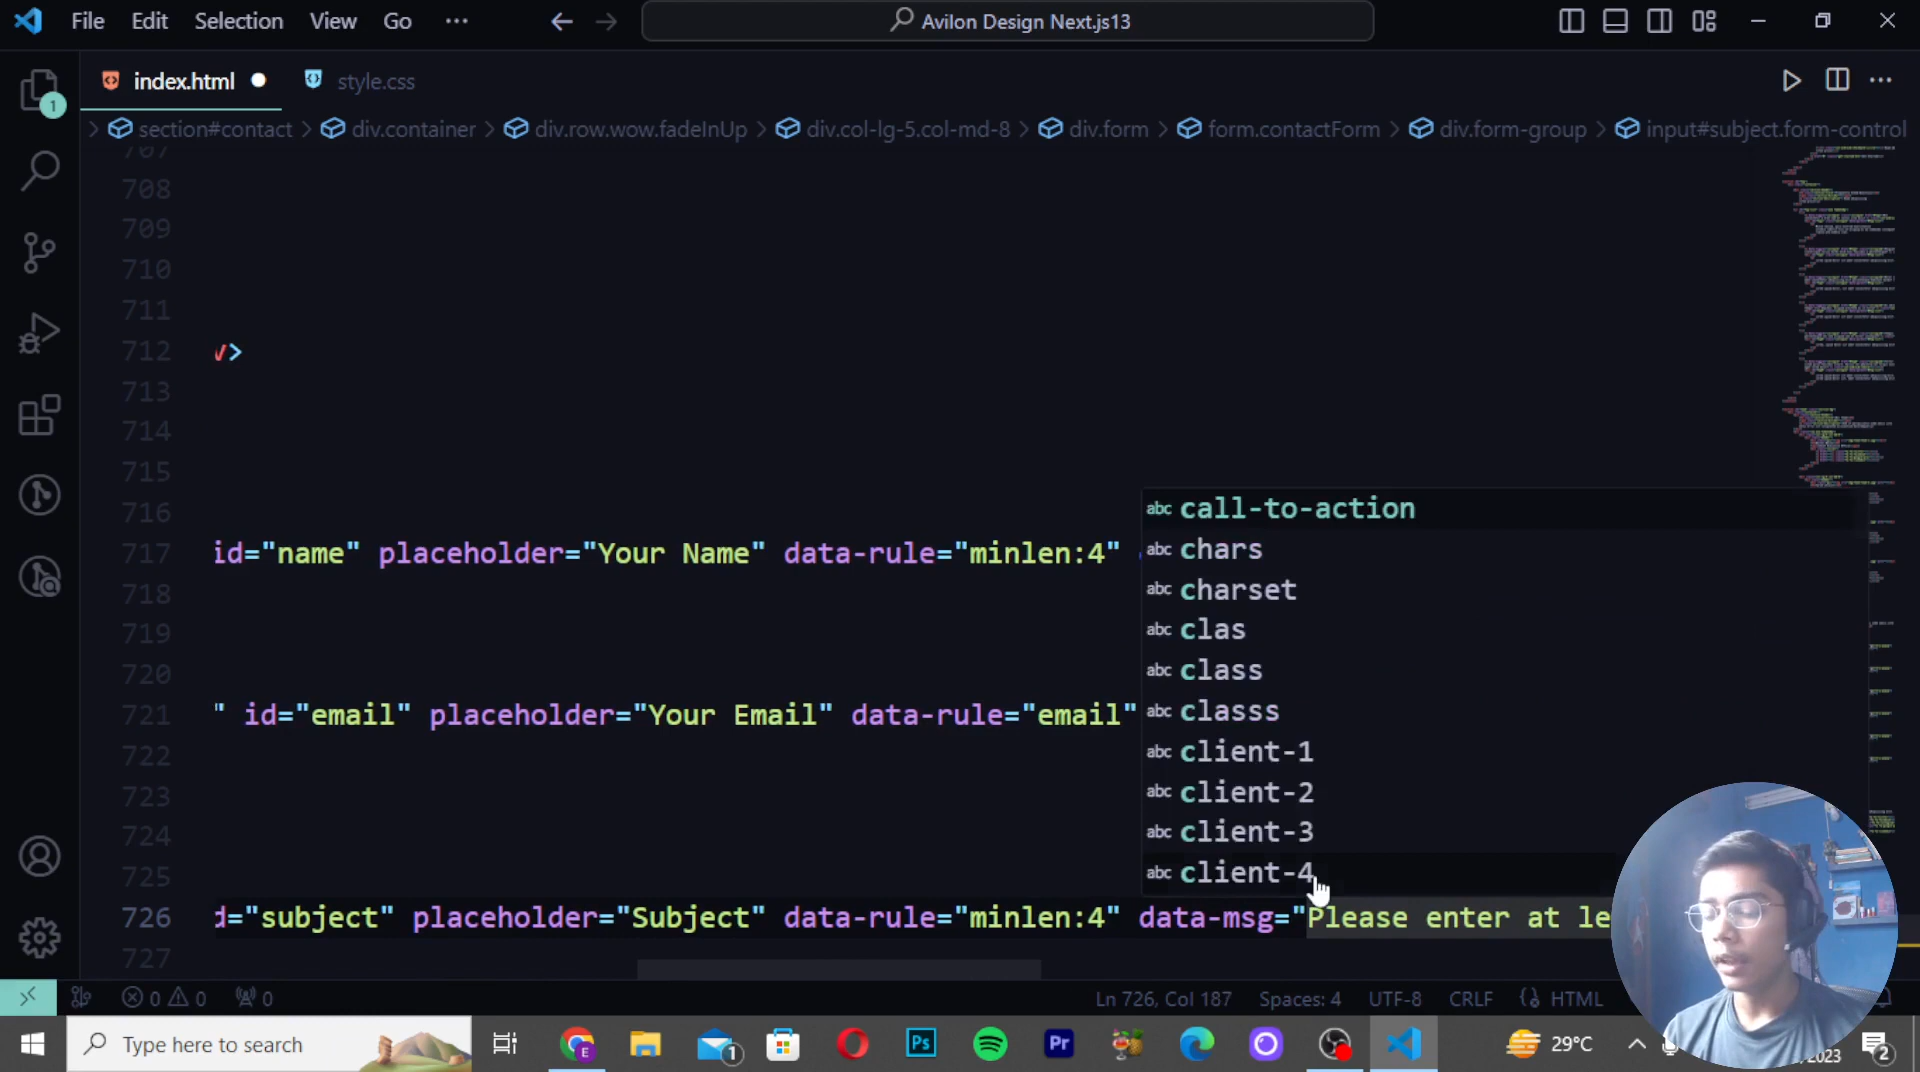 File Edit Selection View Go ··· Avilon Design Next.js13
index.html style.css
section#contact div.container div.row.wow.fadeInUp div.col-lg-5.col-md-8 div.form form.contactForm div.form-group input#subject.form-control
1
707
708
709
710
711
712 />
713
714
715
716
717 id="name" placeholder="Your Name" data-rule="minlen:4"
718
719
720
721 " id="email" placeholder="Your Email" data-rule="email"
722
723
724
725
726 d="subject" placeholder="Subject" data-rule="minlen:4" data-msg="Please enter at le
727
abc call-to-action
abc chars
abc charset
abc clas
abc class
abc classs
abc client-1
abc client-2
abc client-3
abc client-4
0 0 0 Ln 726, Col 187 Spaces: 4 UTF-8 CRLF HTML
Type here to search E 1 Ps Pr 29°C 2
/2023